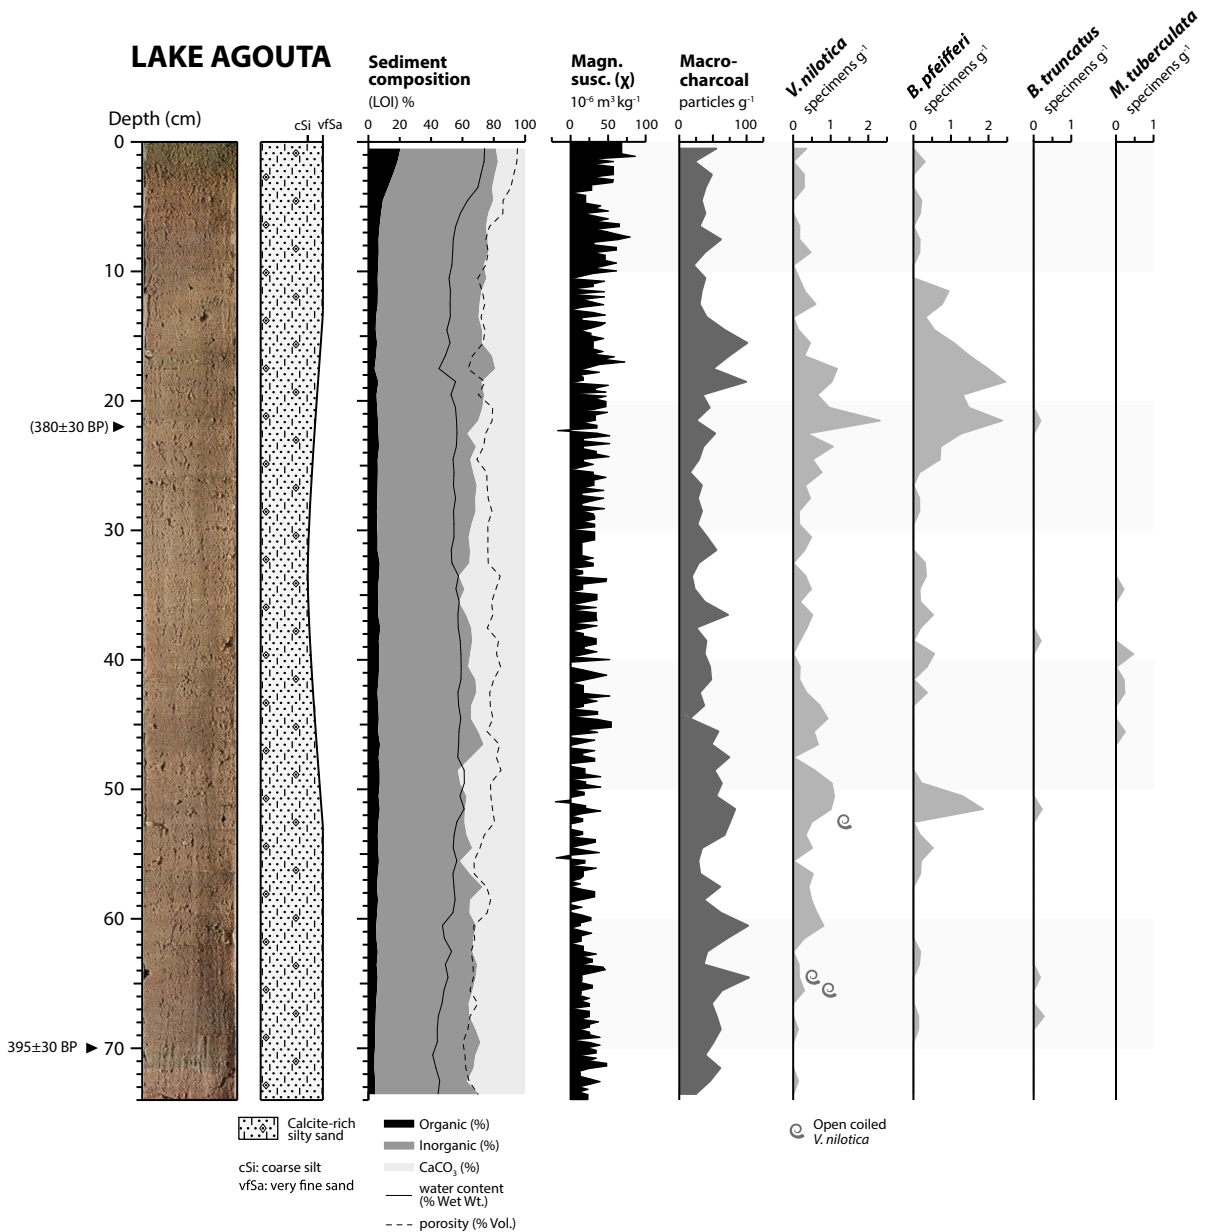 LAKE AGOUTA
Sediment
composition
(LOI) %
Magn.
susc. (χ)
10⁻⁶ m³ kg⁻¹
Macro-
charcoal
particles g⁻¹
V. nilotica
specimens g⁻¹
B. pfeifferi
specimens g⁻¹
B. truncatus
specimens g⁻¹
M. tuberculata
specimens g⁻¹
Depth (cm)
cSi vfSa
0 20 40 60 80 100
0 50 100
0 100
0 1 2
0 1 2
0 1
0 1
0
10
20
(380±30 BP)
30
40
50
60
395±30 BP
70
Calcite-rich
silty sand
cSi: coarse silt
vfSa: very fine sand
Organic (%)
Inorganic (%)
CaCO₃ (%)
water content
(% Wet Wt.)
porosity (% Vol.)
Open coiled
V. nilotica